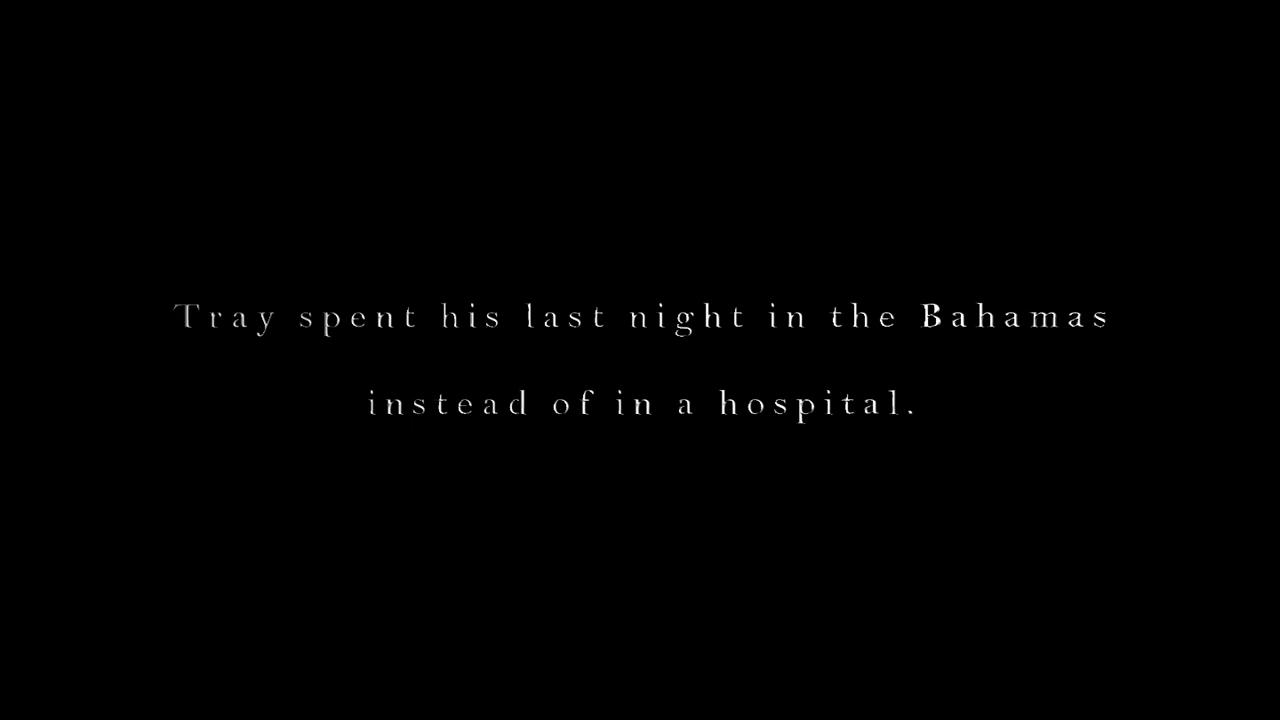 Tray spent his last night in the Bahamas
instead of in a hospital.